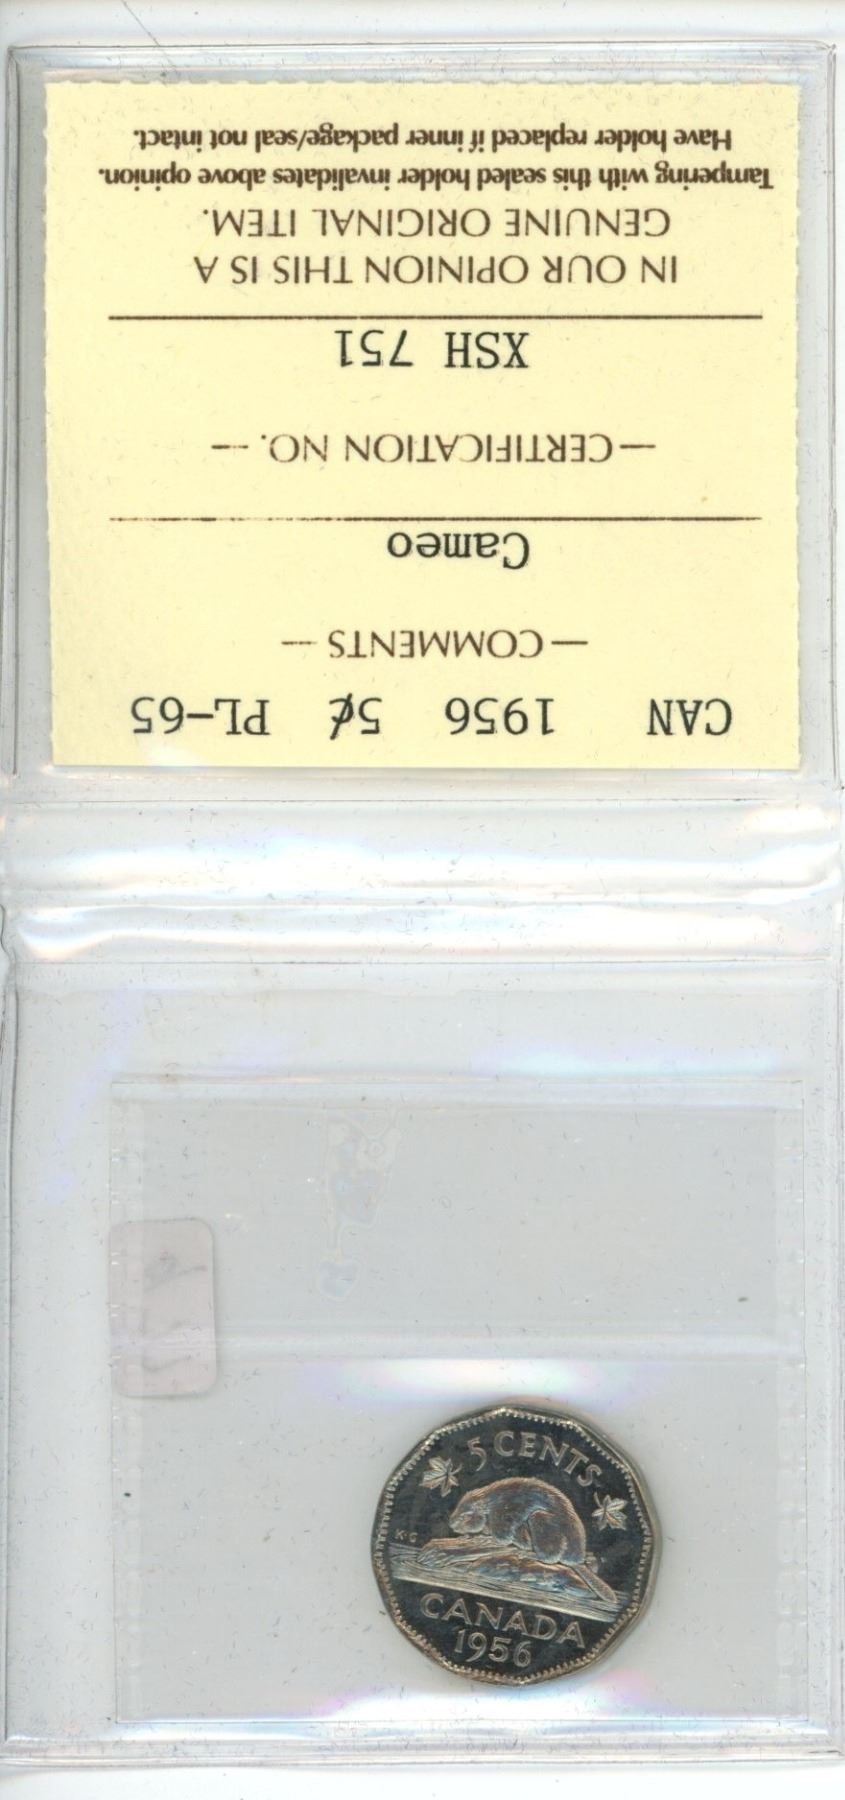 CAN 1956 5¢ PL-65
— COMMENTS —
Cameo
— CERTIFICATION NO. —
XSH 751
IN OUR OPINION THIS IS A
GENUINE ORIGINAL ITEM.
Tampering with this sealed holder invalidates above opinion.
Have holder replaced if inner package/seal not intact.
5 CENTS
K·G
CANADA
1956